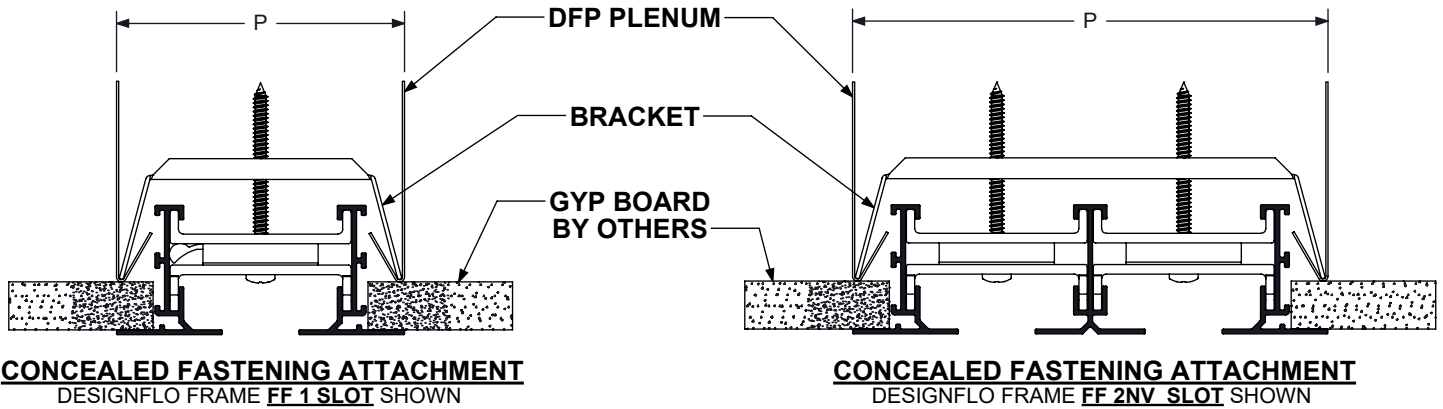 P
DFP PLENUM
P
BRACKET
GYP BOARD
BY OTHERS
CONCEALED FASTENING ATTACHMENT
DESIGNFLO FRAME FF 1 SLOT SHOWN
CONCEALED FASTENING ATTACHMENT
DESIGNFLO FRAME FF 2NV SLOT SHOWN